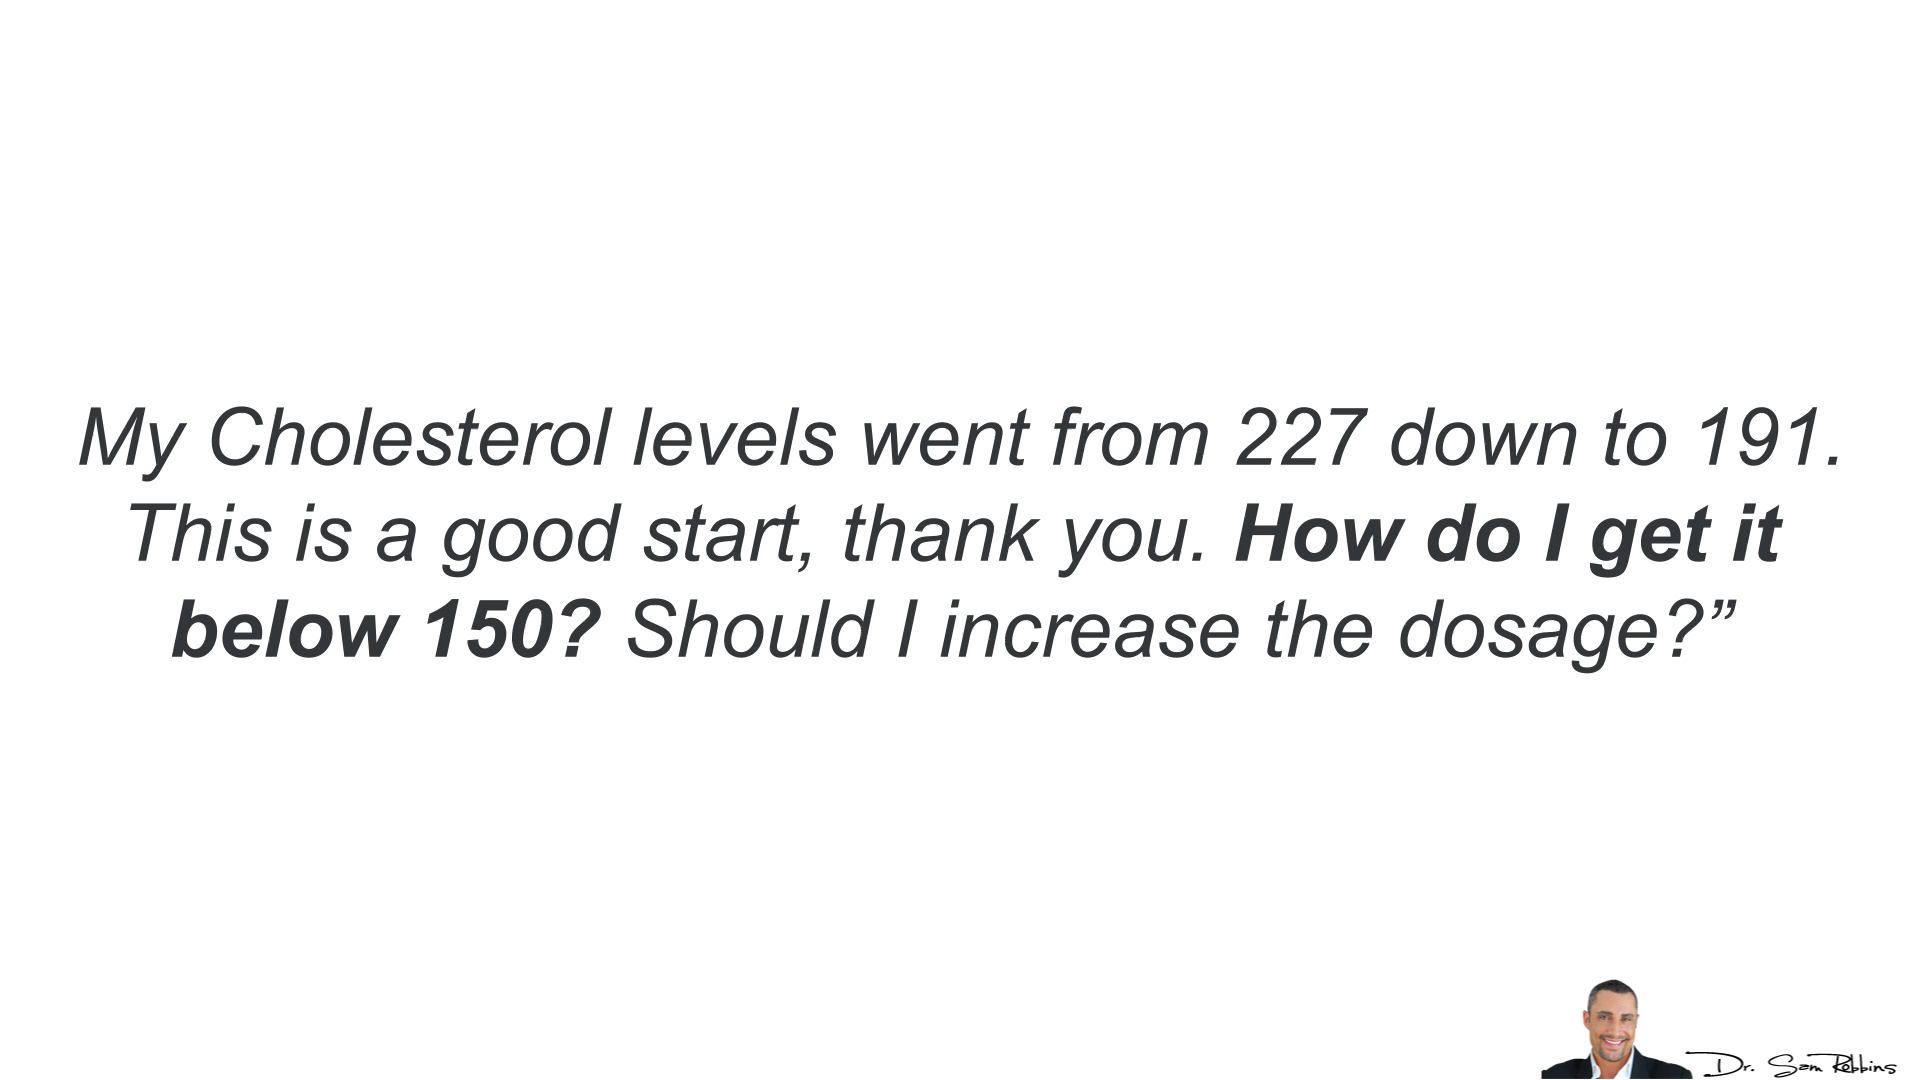 My Cholesterol levels went from 227 down to 191.
This is a good start, thank you. How do I get it
below 150? Should I increase the dosage?”
Dr. Sam Robbins